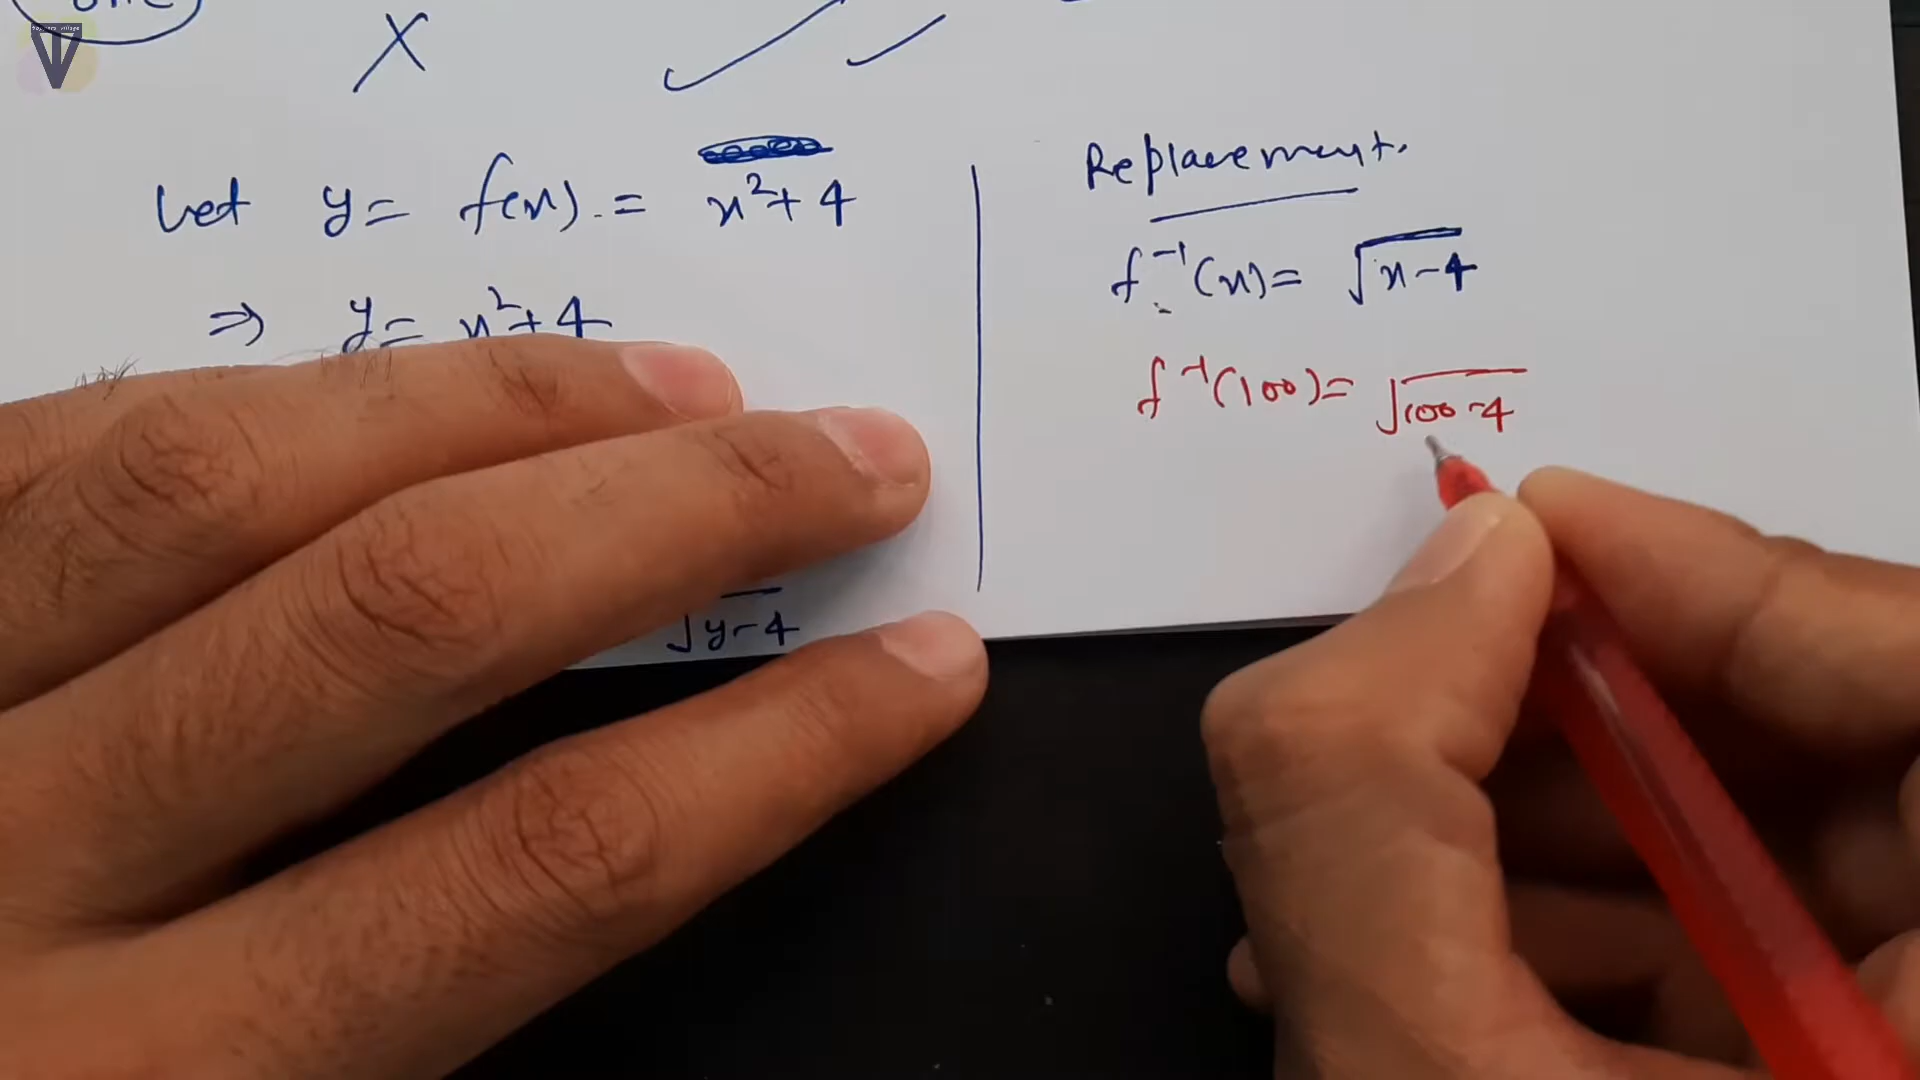 Let y = f(x) = x² + 4
⇒ y = x² + 4
√y-4
Replacement.
f⁻¹(x) = √x-4
f⁻¹(100) = √100-4